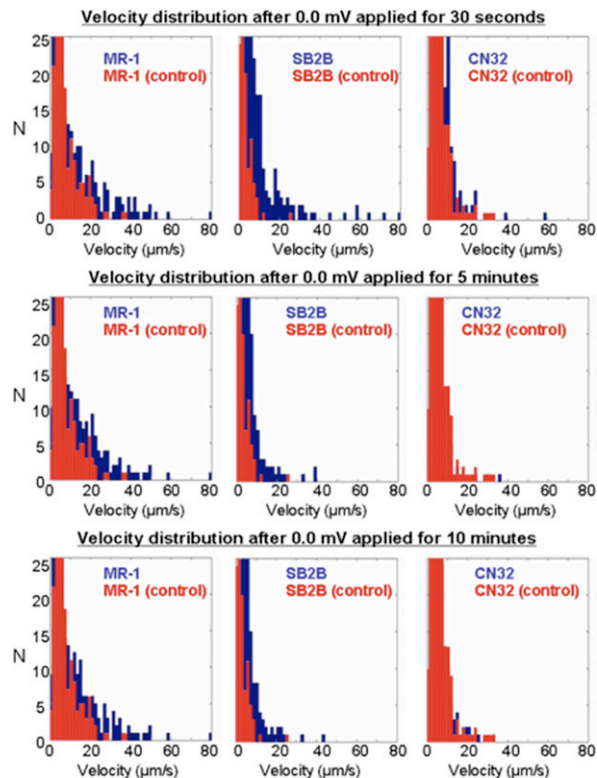 Velocity distribution after 0.0 mV applied for 30 seconds
25
20
15
10
5
0
N
MR-1
MR-1 (control)
0 20 40 60 80
Velocity (µm/s)
SB2B
SB2B (control)
0 20 40 60 80
Velocity (µm/s)
CN32
CN32 (control)
0 20 40 60 80
Velocity (µm/s)
Velocity distribution after 0.0 mV applied for 5 minutes
25
20
15
10
5
0
N
MR-1
MR-1 (control)
0 20 40 60 80
Velocity (µm/s)
SB2B
SB2B (control)
0 20 40 60 80
Velocity (µm/s)
CN32
CN32 (control)
0 20 40 60 80
Velocity (µm/s)
Velocity distribution after 0.0 mV applied for 10 minutes
25
20
15
10
5
0
N
MR-1
MR-1 (control)
0 20 40 60 80
Velocity (µm/s)
SB2B
SB2B (control)
0 20 40 60 80
Velocity (µm/s)
CN32
CN32 (control)
0 20 40 60 80
Velocity (µm/s)